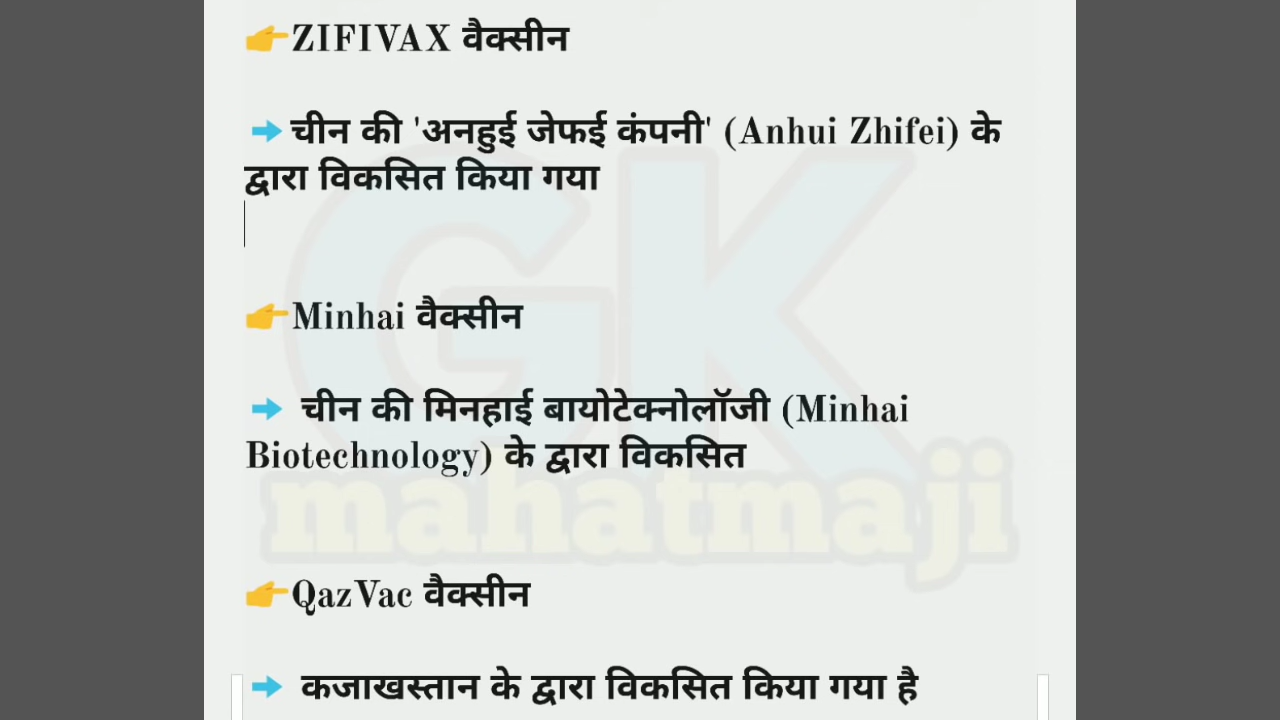 👉ZIFIVAX वैक्सीन
➡चीन की 'अनहुई जेफई कंपनी' (Anhui Zhifei) के
द्वारा विकसित किया गया
👉Minhai वैक्सीन
➡ चीन की मिनहाई बायोटेक्नोलॉजी (Minhai
Biotechnology) के द्वारा विकसित
👉QazVac वैक्सीन
➡ कजाखस्तान के द्वारा विकसित किया गया है
GK
mahatmaji